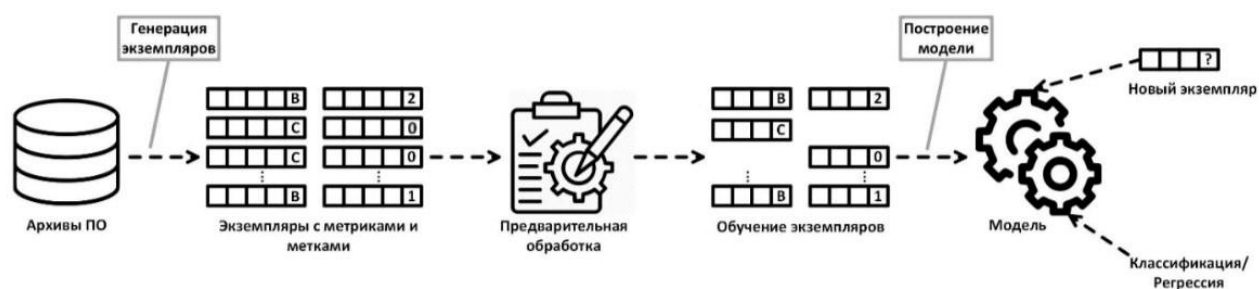 Генерация
экземпляров
Архивы ПО
B
C
C
B
2
0
0
1
Экземпляры с метриками и
метками
Предварительная
обработка
B
C
B
2
0
1
Обучение экземпляров
Построение
модели
Модель
?
Новый экземпляр
Классификация/
Регрессия